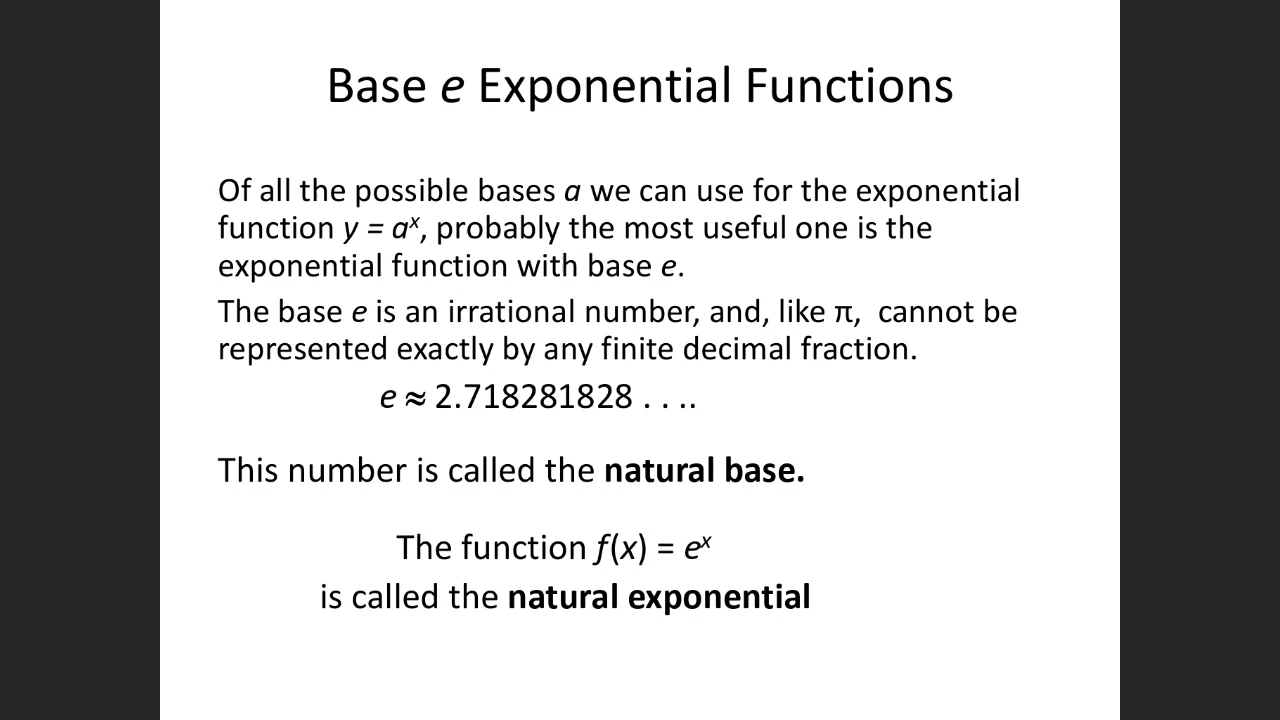 Base e Exponential Functions
Of all the possible bases a we can use for the exponential
function y = aˣ, probably the most useful one is the
exponential function with base e.
The base e is an irrational number, and, like π,  cannot be
represented exactly by any finite decimal fraction.
e ≈ 2.718281828 . . ..
This number is called the natural base.
The function f(x) = eˣ
is called the natural exponential